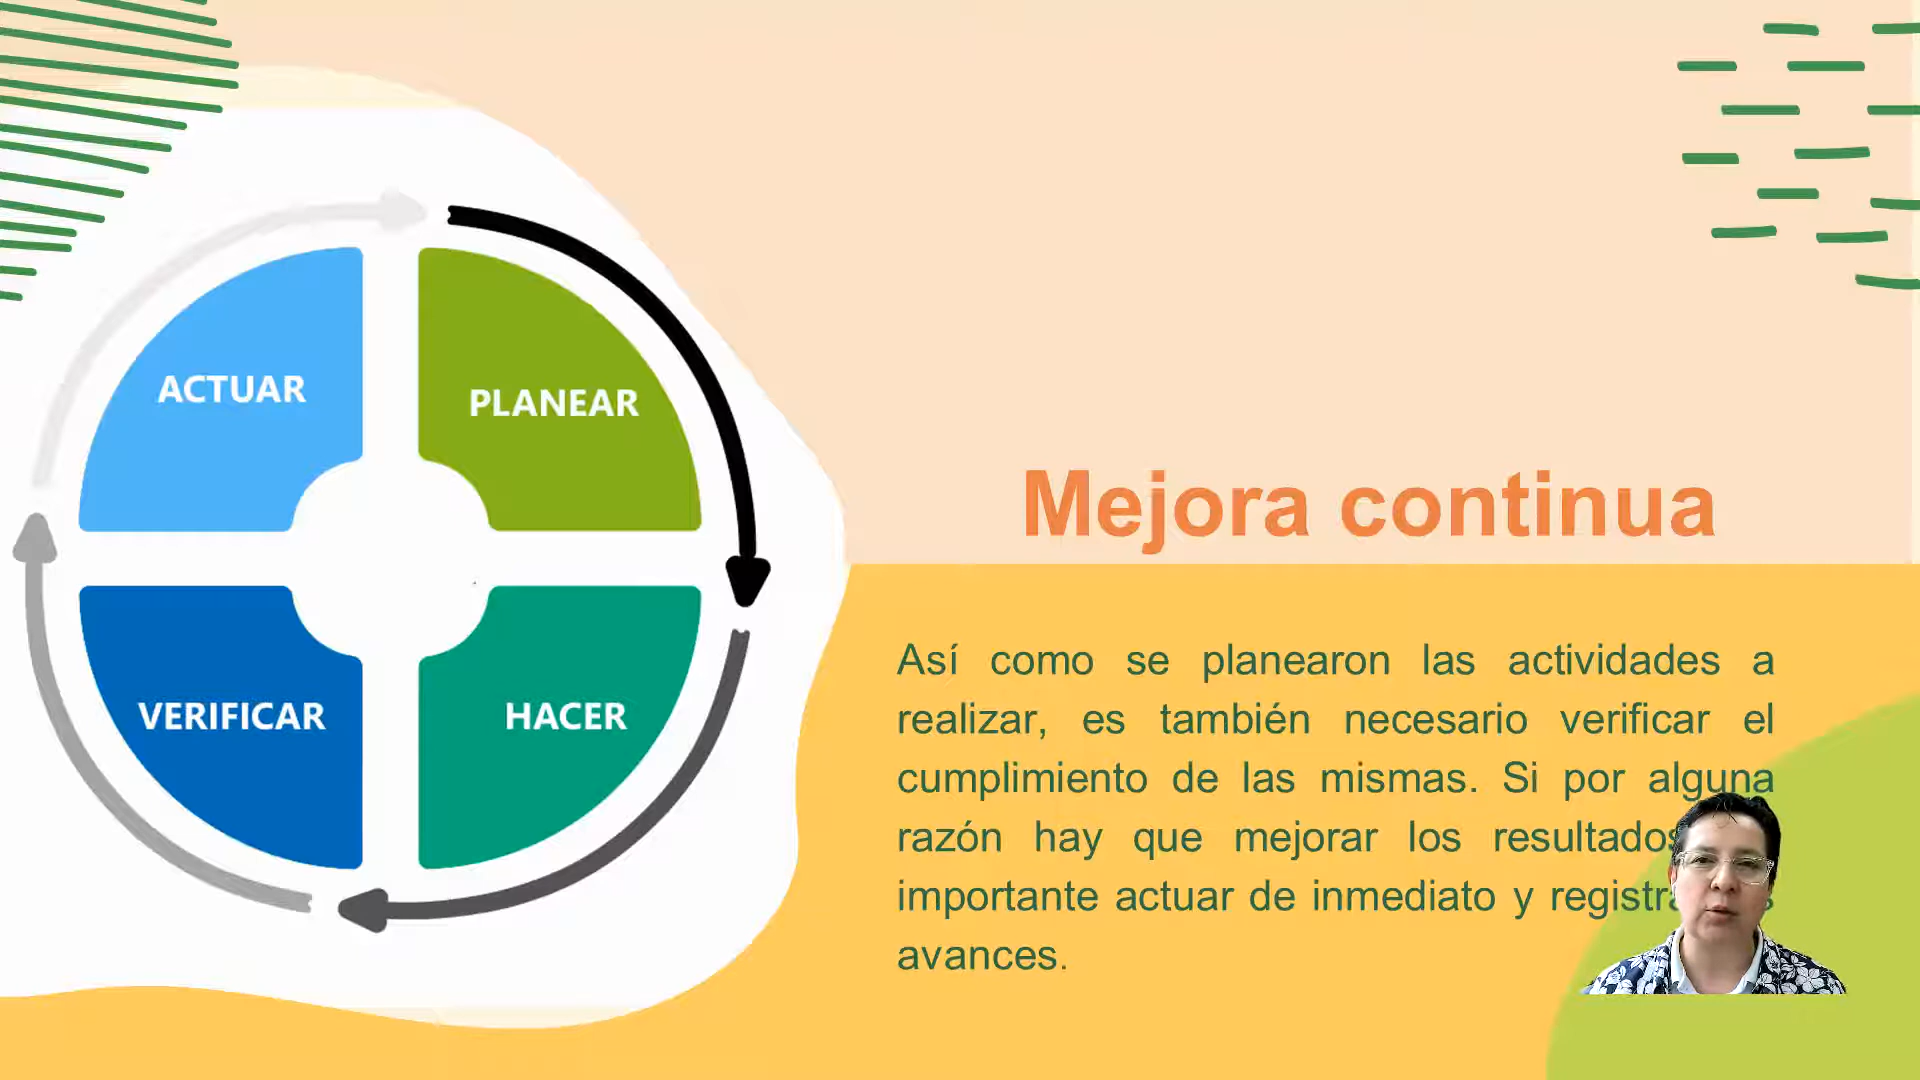 ACTUAR
PLANEAR
VERIFICAR
HACER
Mejora continua
Así como se planearon las actividades a
realizar, es también necesario verificar el
cumplimiento de las mismas. Si por alguna
razón hay que mejorar los resultados
importante actuar de inmediato y
avances.